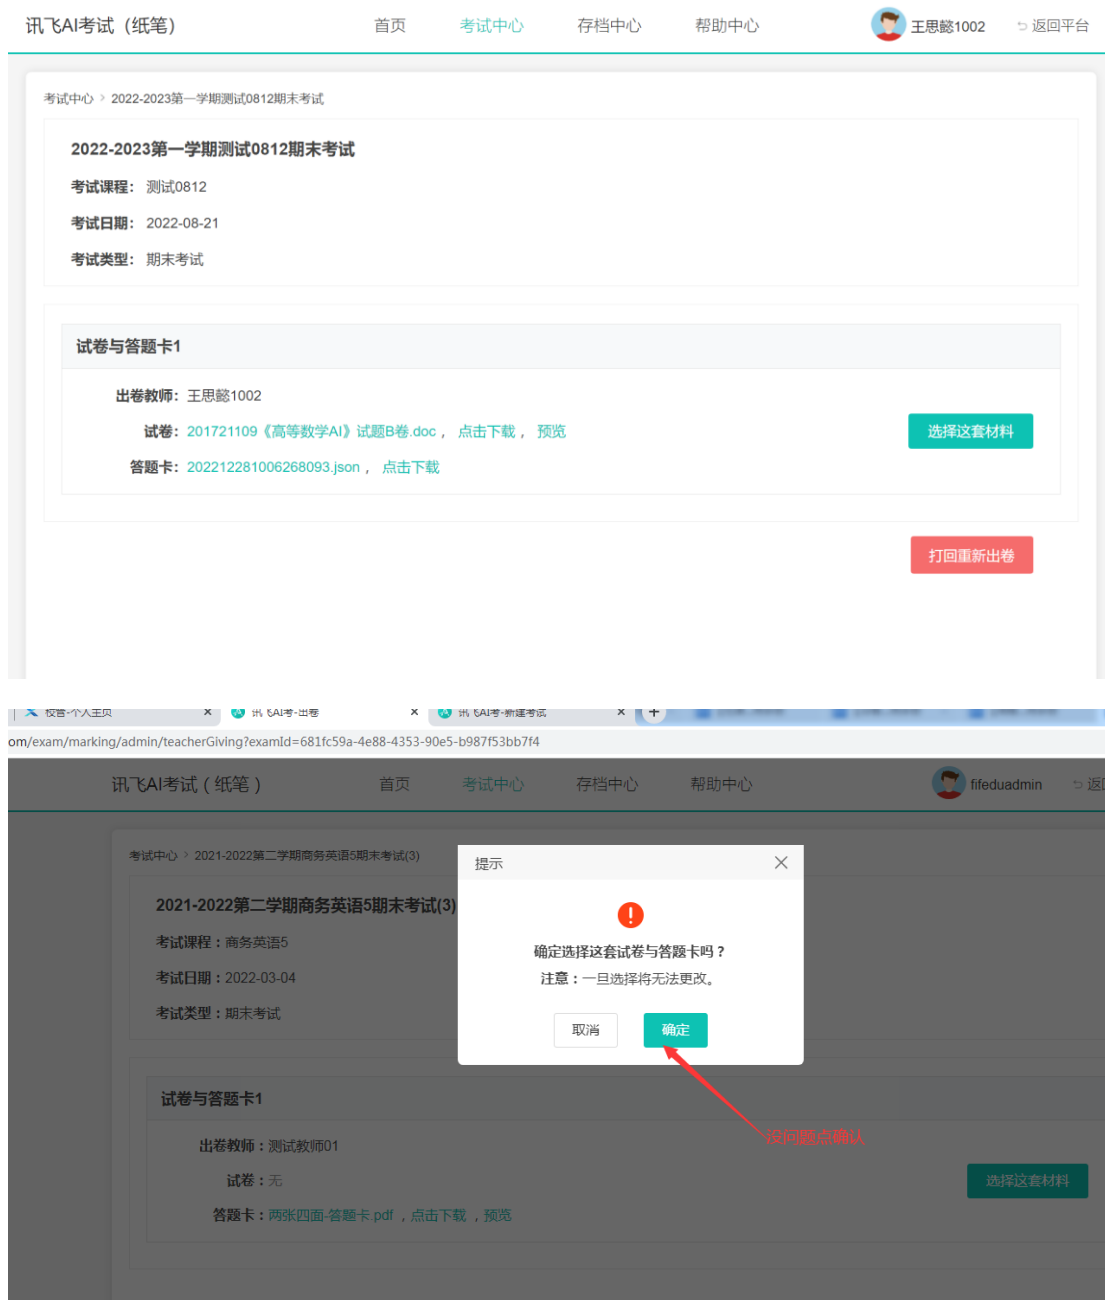 讯飞AI考试（纸笔） 首页 考试中心 存档中心 帮助中心 王思懿1002 返回平台
考试中心 > 2022-2023第一学期测试0812期末考试
2022-2023第一学期测试0812期末考试
考试课程： 测试0812
考试日期： 2022-08-21
考试类型： 期末考试
试卷与答题卡1
出卷教师： 王思懿1002
试卷： 201721109《高等数学AI》试题B卷.doc ， 点击下载 ， 预览
选择这套材料
答题卡： 202212281006268093.json ， 点击下载
打回重新出卷
校管-个人主页 × 讯飞AI考-出卷 × 讯飞AI考-新建考试 × +
om/exam/marking/admin/teacherGiving?examId=681fc59a-4e88-4353-90e5-b987f53bb7f4
讯飞AI考试（纸笔） 首页 考试中心 存档中心 帮助中心 fifeduadmin 返
考试中心 > 2021-2022第二学期商务英语5期末考试(3)
提示
2021-2022第二学期商务英语5期末考试(3)
考试课程：商务英语5
确定选择这套试卷与答题卡吗？
考试日期：2022-03-04
注意：一旦选择将无法更改。
考试类型：期末考试
取消 确定
试卷与答题卡1
没问题点确认
出卷教师：测试教师01
试卷：无
选择这套材料
答题卡：两张四面-答题卡.pdf ，点击下载 ，预览